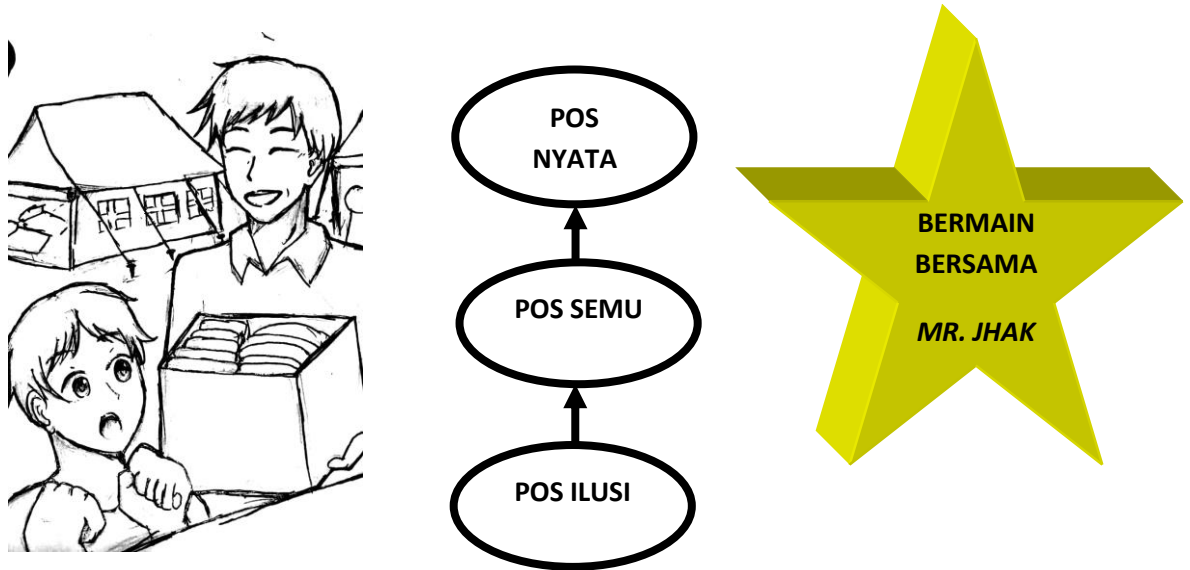 POS
NYATA
POS SEMU
POS ILUSI
BERMAIN
BERSAMA
MR. JHAK